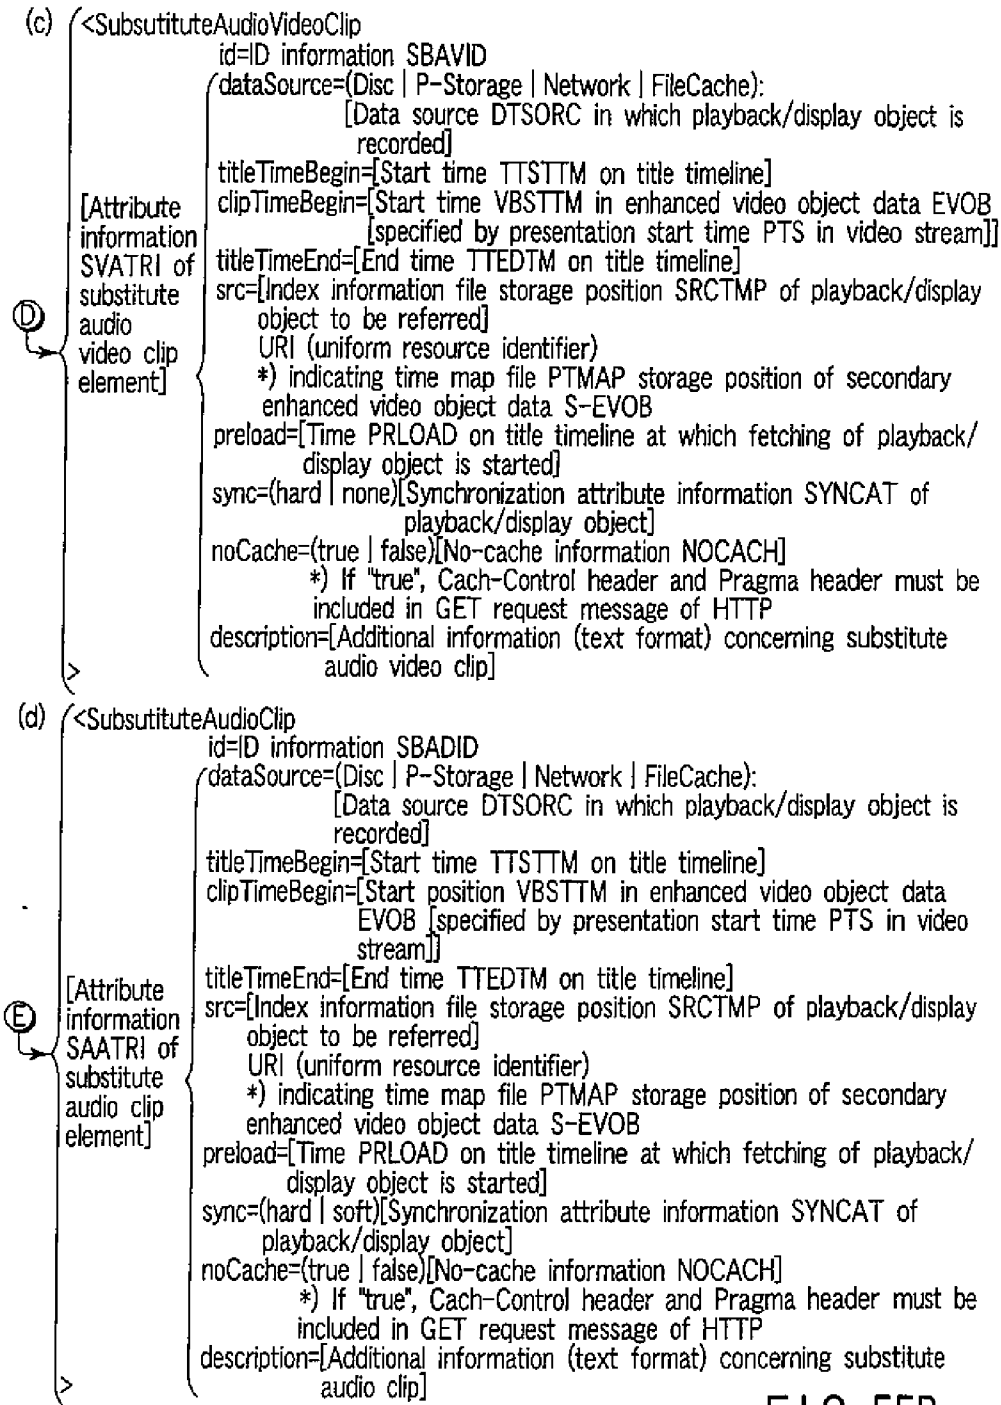 (c) <SubsutituteAudioVideoClip
id=ID information SBAVID
dataSource=(Disc | P-Storage | Network | FileCache):
[Data source DTSORC in which playback/display object is
recorded]
titleTimeBegin=[Start time TTSTTM on title timeline]
clipTimeBegin=[Start time VBSTTM in enhanced video object data EVOB
[specified by presentation start time PTS in video stream]]
titleTimeEnd=[End time TTEDTM on title timeline]
src=[Index information file storage position SRCTMP of playback/display
object to be referred]
URI (uniform resource identifier)
*) indicating time map file PTMAP storage position of secondary
enhanced video object data S-EVOB
preload=[Time PRLOAD on title timeline at which fetching of playback/
display object is started]
sync=(hard | none)[Synchronization attribute information SYNCAT of
playback/display object]
noCache=(true | false)[No-cache information NOCACH]
*) If "true", Cach-Control header and Pragma header must be
included in GET request message of HTTP
description=[Additional information (text format) concerning substitute
audio video clip]
>
D
[Attribute
information
SVATRI of
substitute
audio
video clip
element]
(d) <SubsutituteAudioClip
id=ID information SBADID
dataSource=(Disc | P-Storage | Network | FileCache):
[Data source DTSORC in which playback/display object is
recorded]
titleTimeBegin=[Start time TTSTTM on title timeline]
clipTimeBegin=[Start position VBSTTM in enhanced video object data
EVOB [specified by presentation start time PTS in video
stream]]
titleTimeEnd=[End time TTEDTM on title timeline]
src=[Index information file storage position SRCTMP of playback/display
object to be referred]
URI (uniform resource identifier)
*) indicating time map file PTMAP storage position of secondary
enhanced video object data S-EVOB
preload=[Time PRLOAD on title timeline at which fetching of playback/
display object is started]
sync=(hard | soft)[Synchronization attribute information SYNCAT of
playback/display object]
noCache=(true | false)[No-cache information NOCACH]
*) If "true", Cach-Control header and Pragma header must be
included in GET request message of HTTP
description=[Additional information (text format) concerning substitute
audio clip]
>
E
[Attribute
information
SAATRI of
substitute
audio clip
element]